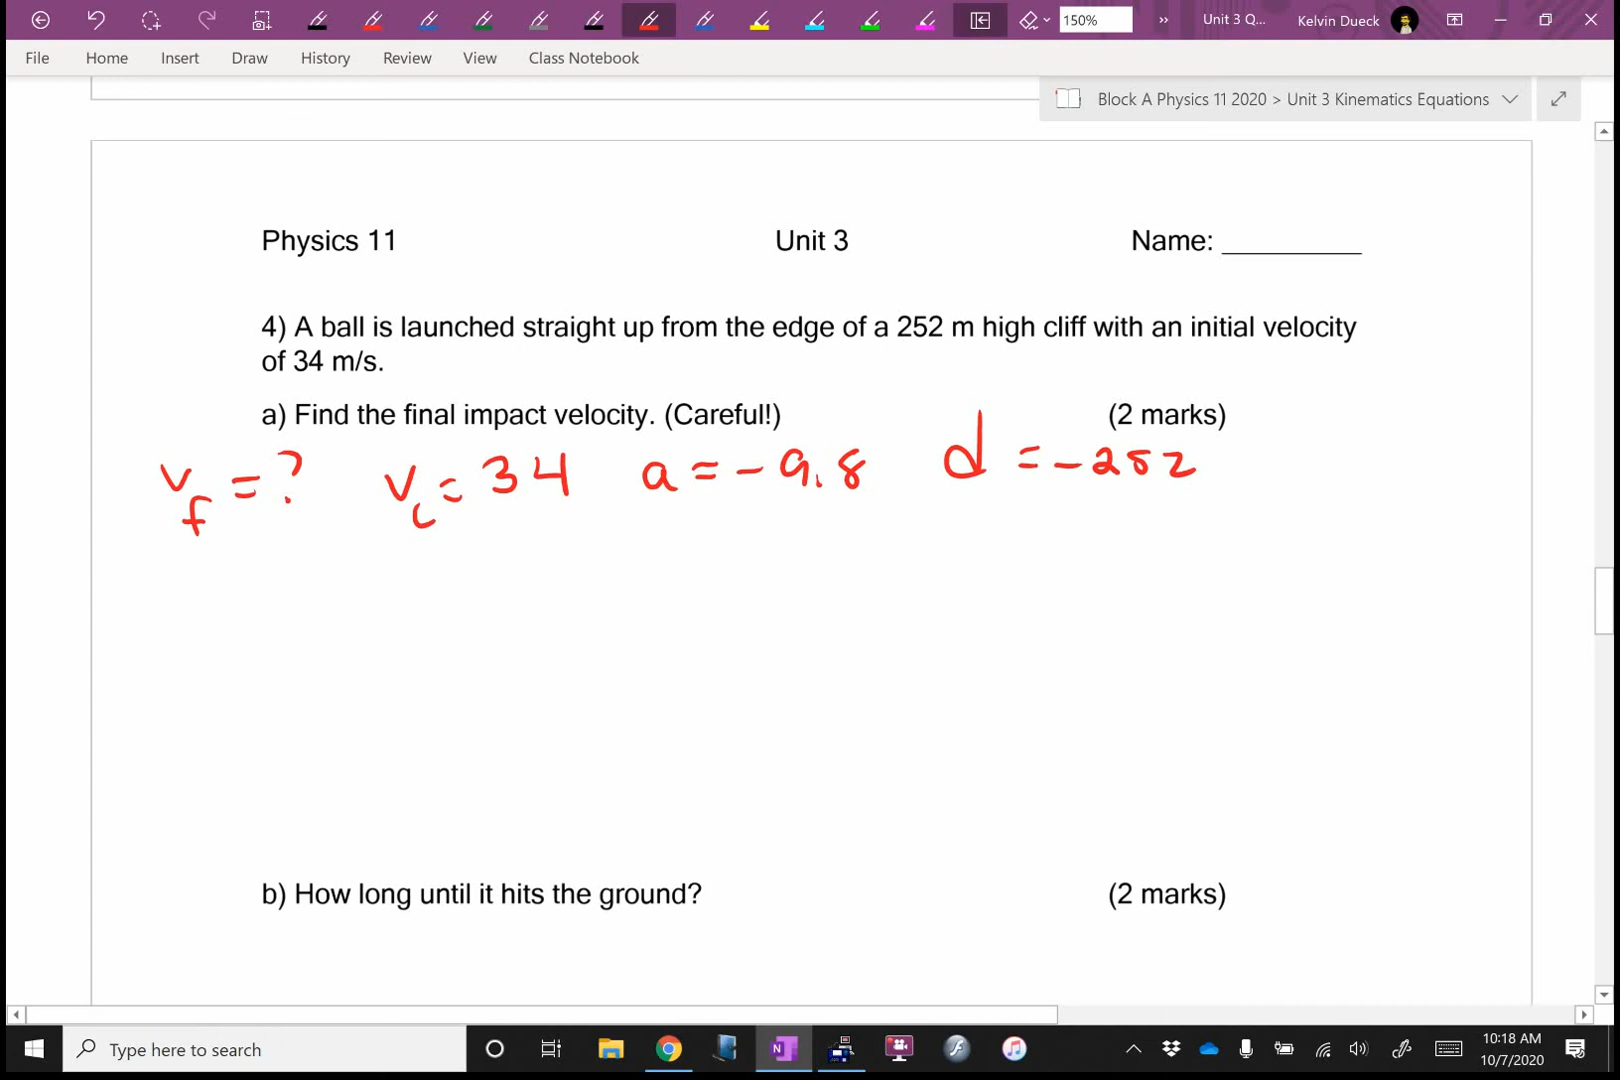 150%
Unit 3 Q...
Kelvin Dueck
File Home Insert Draw History Review View Class Notebook
Block A Physics 11 2020 > Unit 3 Kinematics Equations
Physics 11 Unit 3 Name: __________
4) A ball is launched straight up from the edge of a 252 m high cliff with an initial velocity
of 34 m/s.
a) Find the final impact velocity. (Careful!) (2 marks)
v_f = ? v_i = 34 a = -9.8 d = -252
b) How long until it hits the ground? (2 marks)
Type here to search
10:18 AM
10/7/2020